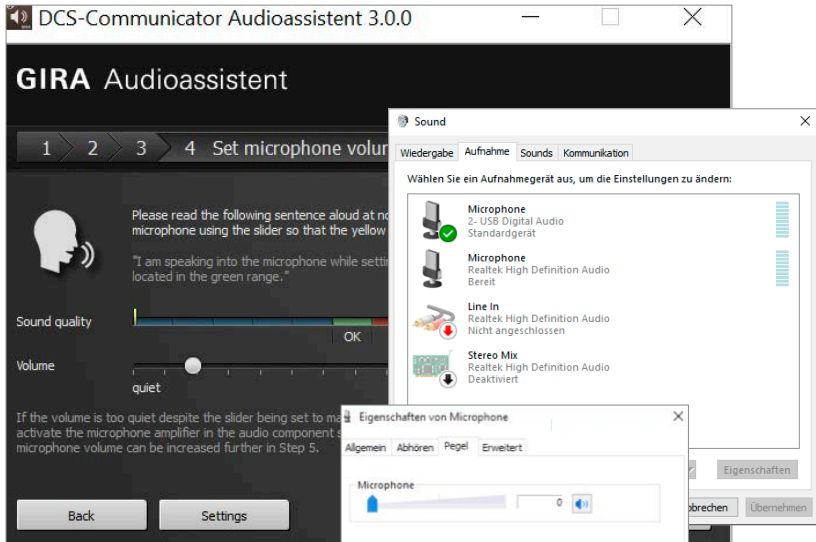 DCS-Communicator Audioassistent 3.0.0
GIRA Audioassistent
1 2 3 4 Set microphone volu
Please read the following sentence aloud at
microphone using the slider so that the yellow
"I am speaking into the microphone while
located in the green range."
Sound quality
OK
Volume
quiet
If the volume is too quiet despite the slider being set to
activate the microphone amplifier in the audio component
microphone volume can be increased further in Step 5.
Back Settings
Sound
Wiedergabe Aufnahme Sounds Kommunikation
Wählen Sie ein Aufnahmegerät aus, um die Einstellungen zu ändern:
Microphone
2- USB Digital Audio
Standardgerät
Microphone
Realtek High Definition Audio
Bereit
Line In
Realtek High Definition Audio
Nicht angeschlossen
Stereo Mix
Realtek High Definition Audio
Deaktiviert
Eigenschaften
bbrechen Übernehmen
Eigenschaften von Microphone
Allgemein Abhören Pegel Erweitert
Microphone
0